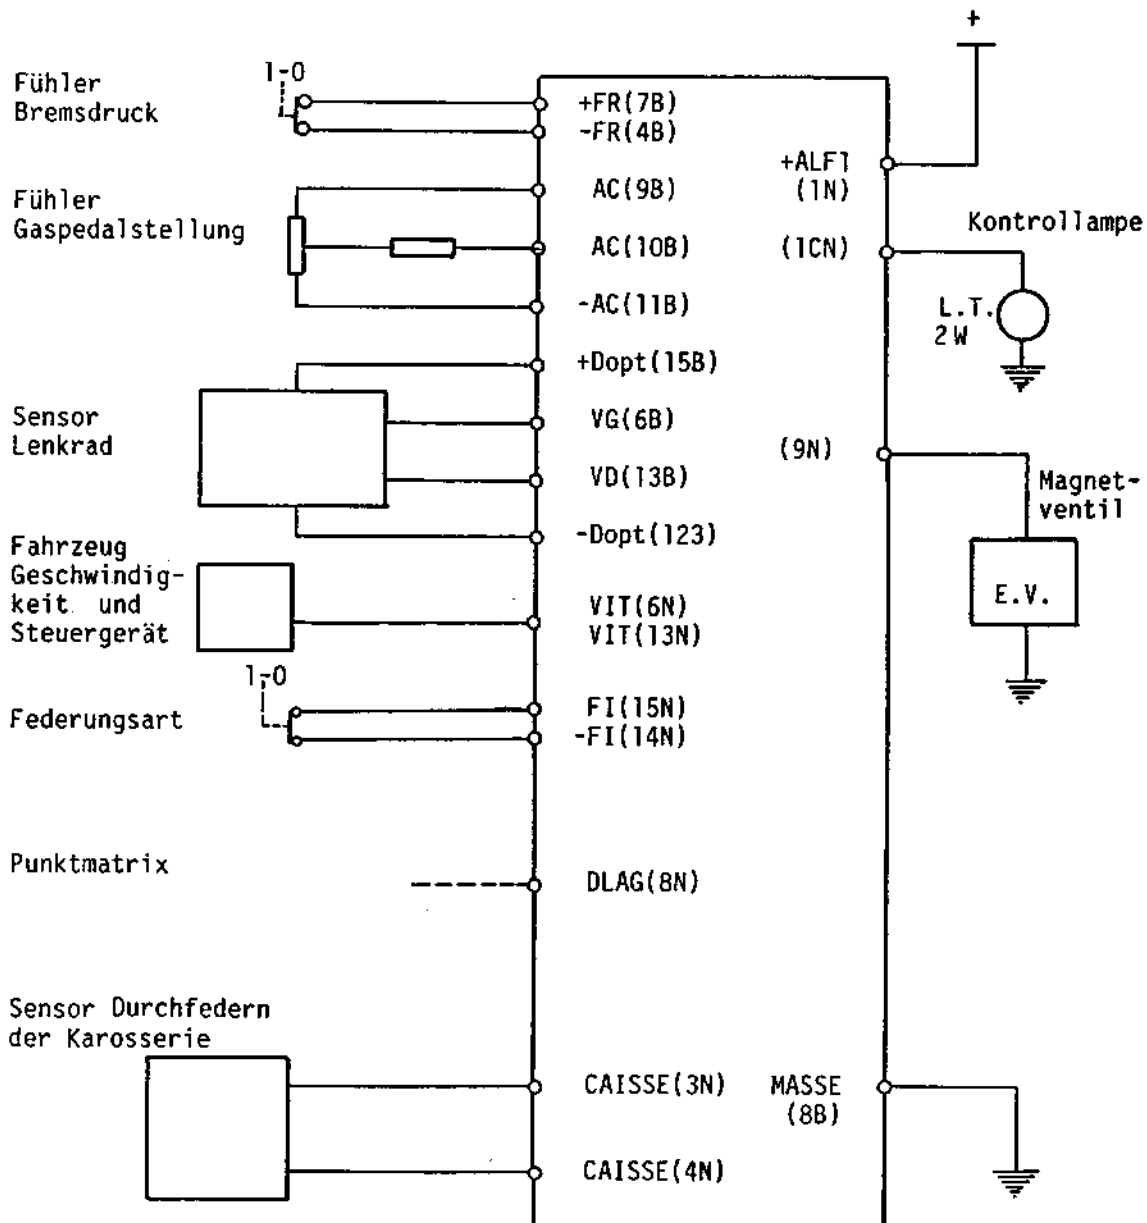 +
1-0
Fühler
Bremsdruck
+FR(7B)
-FR(4B)
+ALF1
(1N)
Fühler
Gaspedalstellung
AC(9B)
AC(10B)
-AC(11B)
(1CN)
Kontrollampe
L.T.
2W
Sensor
Lenkrad
+Dopt(15B)
VG(6B)
VD(13B)
-Dopt(123)
(9N)
Magnet-
ventil
E.V.
Fahrzeug
Geschwindig-
keit und
Steuergerät
VIT(6N)
VIT(13N)
1-0
Federungsart
FI(15N)
-FI(14N)
Punktmatrix
DLAG(8N)
Sensor Durchfedern
der Karosserie
CAISSE(3N)
CAISSE(4N)
MASSE
(8B)